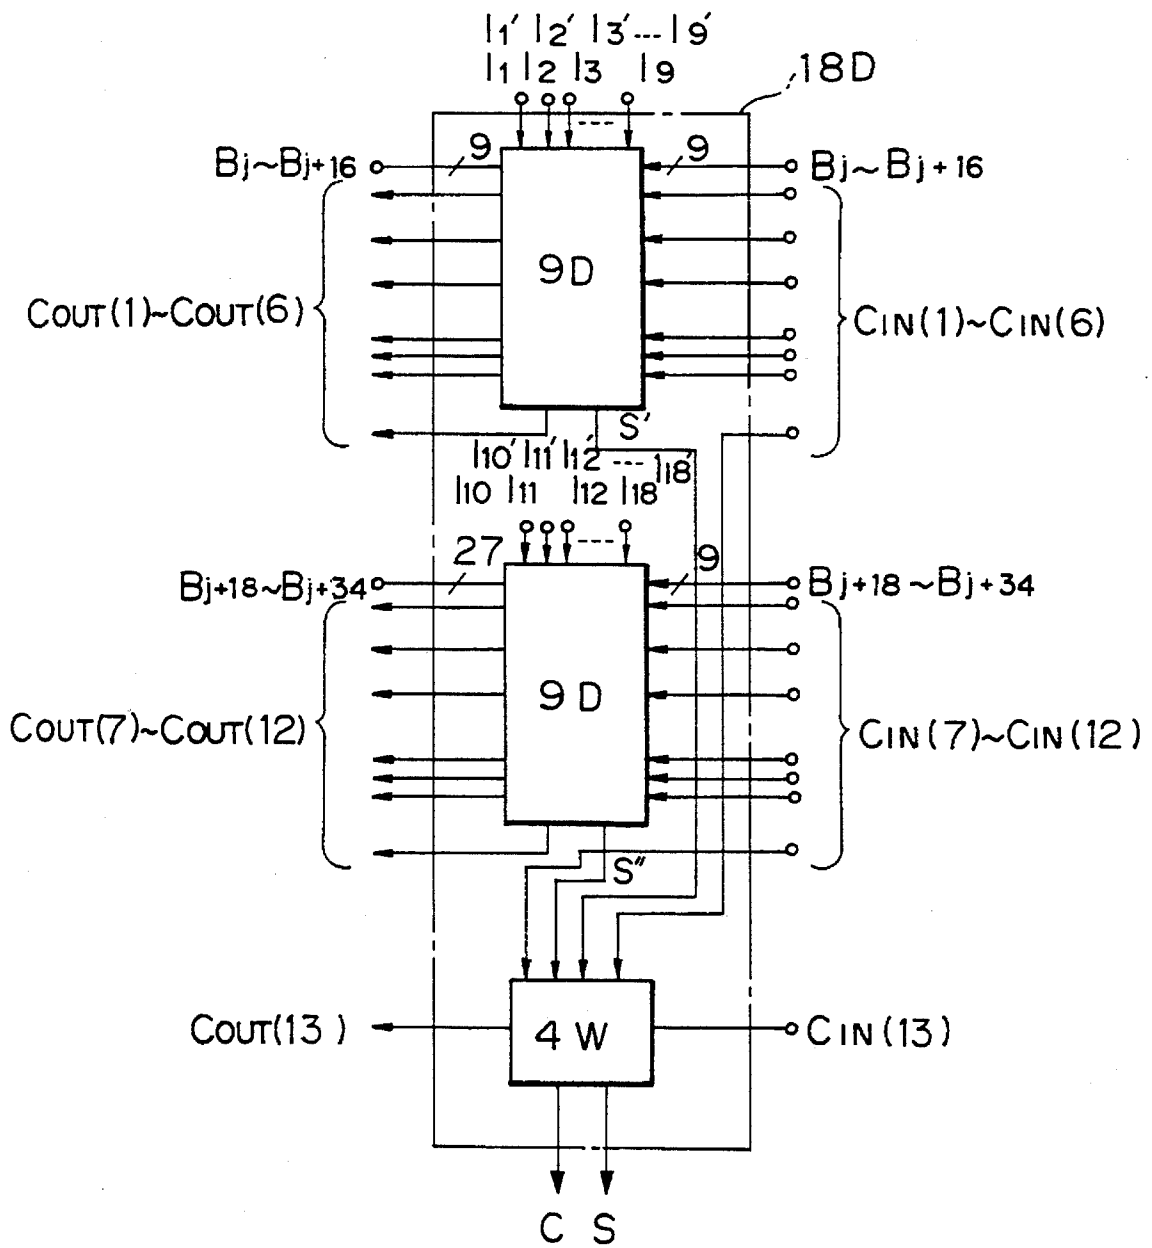 I1' I2' I3' --- I9'
I1 I2 I3 I9
18D
----
Bj~Bj+16 9 9 Bj~Bj+16
9D
COUT(1)~COUT(6) CIN(1)~CIN(6)
S'
I10' I11' I12' --- I18'
I10 I11 I12 I18
----
27 9
Bj+18~Bj+34 Bj+18~Bj+34
9D
COUT(7)~COUT(12) CIN(7)~CIN(12)
S"
COUT(13) 4W CIN(13)
C S